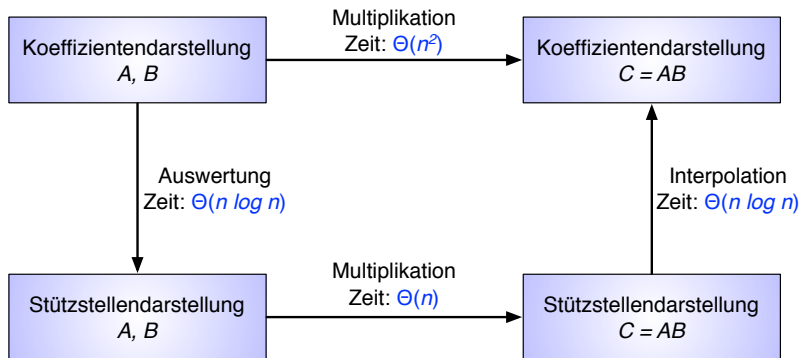 Multiplikation
Zeit: Θ(n²)
Koeffizientendarstellung
A, B
Koeffizientendarstellung
C = AB
Auswertung
Zeit: Θ(n log n)
Interpolation
Zeit: Θ(n log n)
Multiplikation
Zeit: Θ(n)
Stützstellendarstellung
A, B
Stützstellendarstellung
C = AB